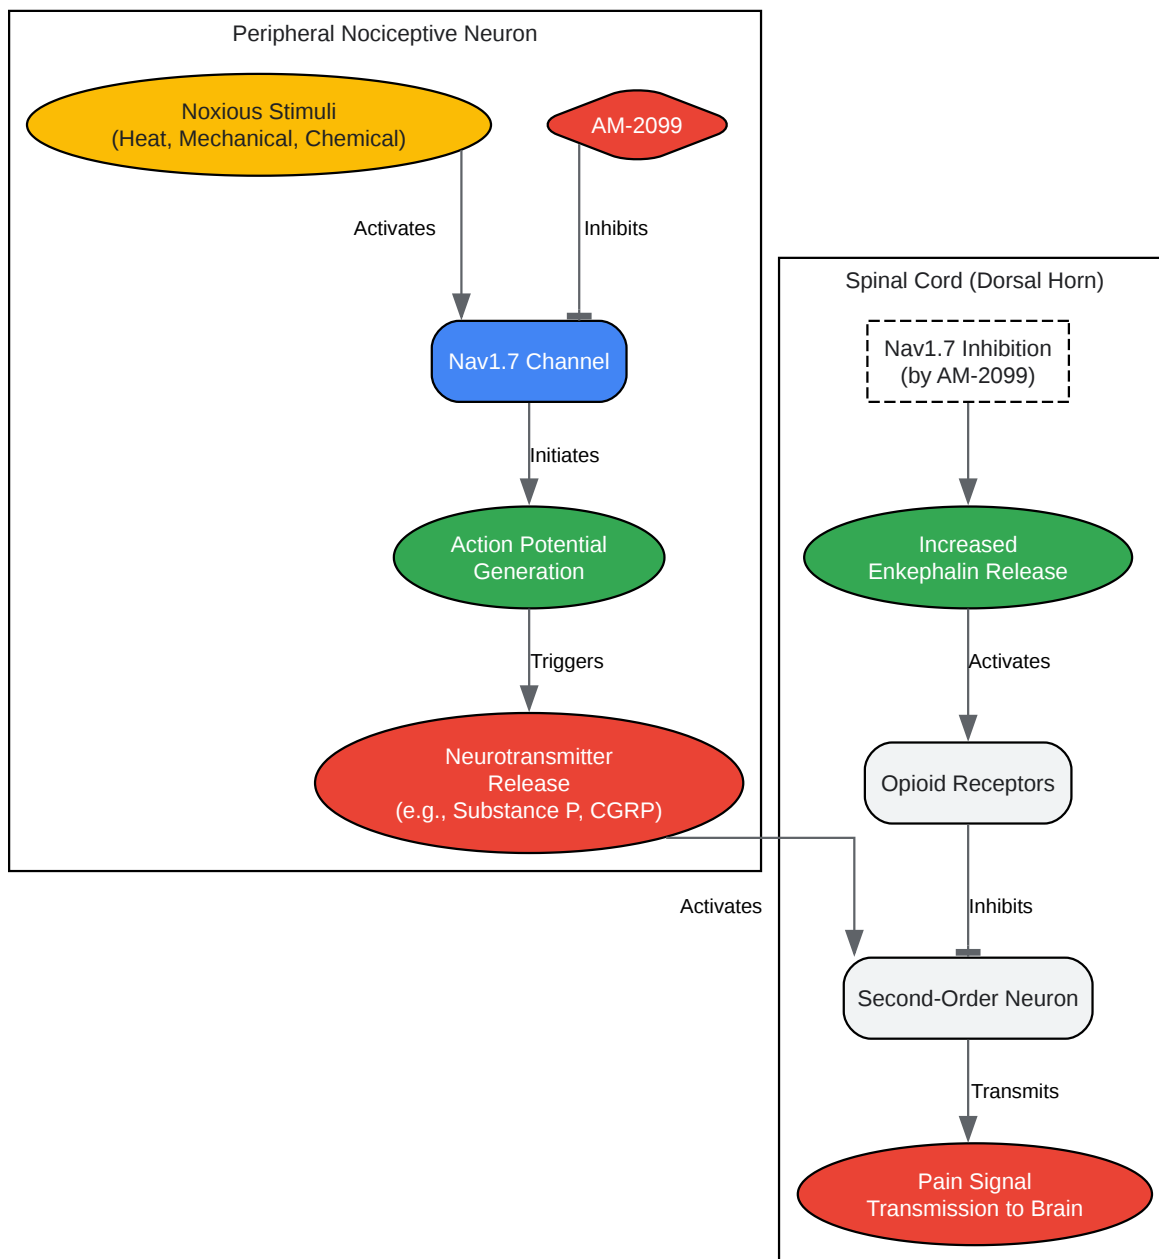 Peripheral Nociceptive Neuron
Noxious Stimuli
(Heat, Mechanical, Chemical)
AM-2099
Activates
Inhibits
Nav1.7 Channel
Initiates
Action Potential
Generation
Triggers
Neurotransmitter
Release
(e.g., Substance P, CGRP)
Activates
Spinal Cord (Dorsal Horn)
Nav1.7 Inhibition
(by AM-2099)
Increased
Enkephalin Release
Activates
Opioid Receptors
Inhibits
Second-Order Neuron
Transmits
Pain Signal
Transmission to Brain